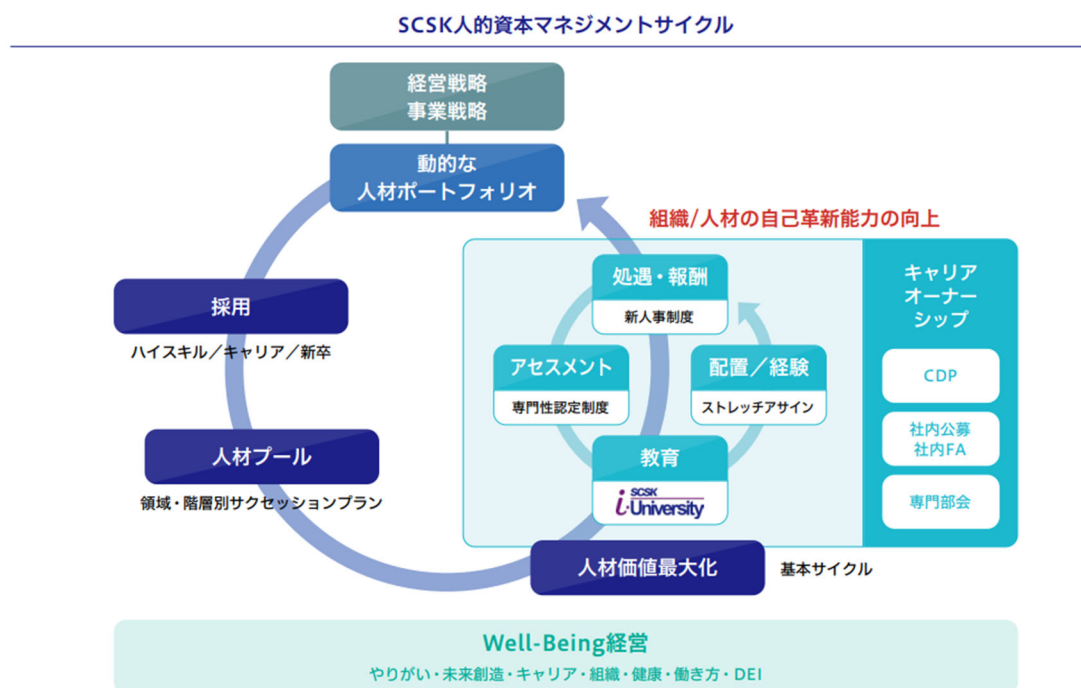 SCSK人的資本マネジメントサイクル
経営戦略
事業戦略
動的な
人材ポートフォリオ
組織/人材の自己革新能力の向上
採用
ハイスキル／キャリア／新卒
人材プール
領域・階層別サクセッションプラン
処遇・報酬
新人事制度
アセスメント
専門性認定制度
配置／経験
ストレッチアサイン
教育
SCSK
i-University
キャリア
オーナー
シップ
CDP
社内公募
社内FA
専門部会
人材価値最大化
基本サイクル
Well-Being経営
やりがい・未来創造・キャリア・組織・健康・働き方・DEI